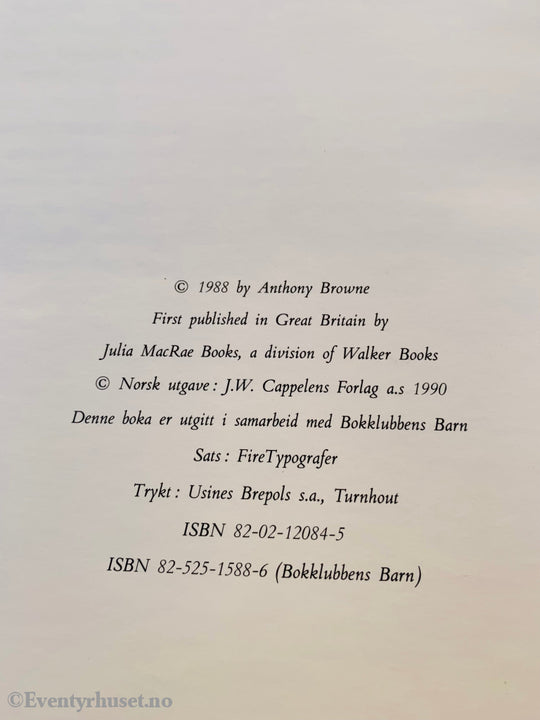 © 1988 by Anthony Browne
First published in Great Britain by
Julia MacRae Books, a division of Walker Books
© Norsk utgave : J.W. Cappelens Forlag a.s 1990
Denne boka er utgitt i samarbeid med Bokklubbens Barn
Sats : FireTypografer
Trykt : Usines Brepols s.a., Turnhout
ISBN 82-02-12084-5
ISBN 82-525-1588-6 (Bokklubbens Barn)
©Eventyrhuset.no